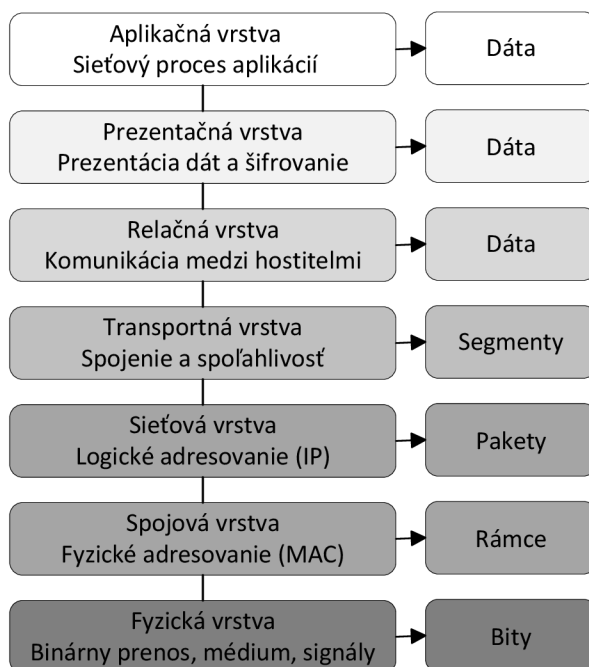 Aplikačná vrstva
Sieťový proces aplikácií
Dáta
Prezentačná vrstva
Prezentácia dát a šifrovanie
Dáta
Relačná vrstva
Komunikácia medzi hostitelmi
Dáta
Transportná vrstva
Spojenie a spoľahlivosť
Segmenty
Sieťová vrstva
Logické adresovanie (IP)
Pakety
Spojová vrstva
Fyzické adresovanie (MAC)
Rámce
Fyzická vrstva
Binárny prenos, médium, signály
Bity